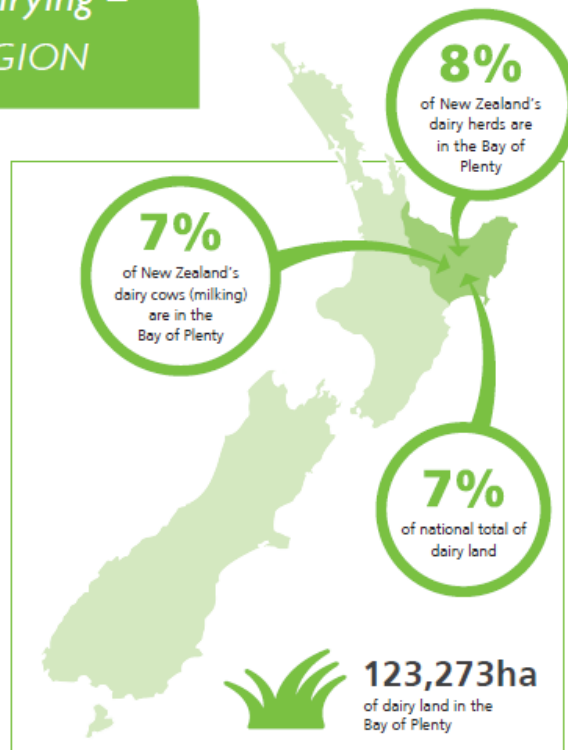 GION
8%
of New Zealand's
dairy herds are
in the Bay of
Plenty
7%
of New Zealand's
dairy cows (milking)
are in the
Bay of Plenty
7%
of national total of
dairy land
123,273ha
of dairy land in the
Bay of Plenty